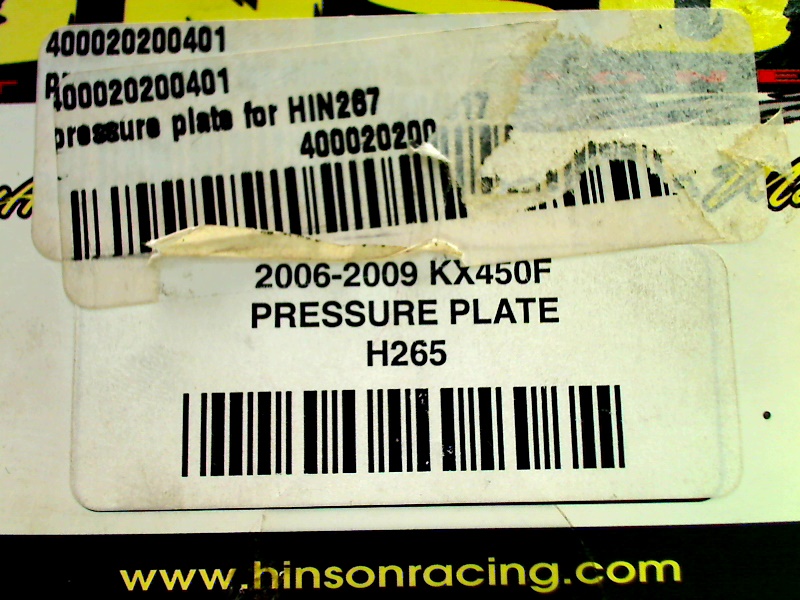 400020200401
400020200401
pressure plate for HIN267
400020200
2006-2009 KX450F
PRESSURE PLATE
H265
www.hinsonracing.com